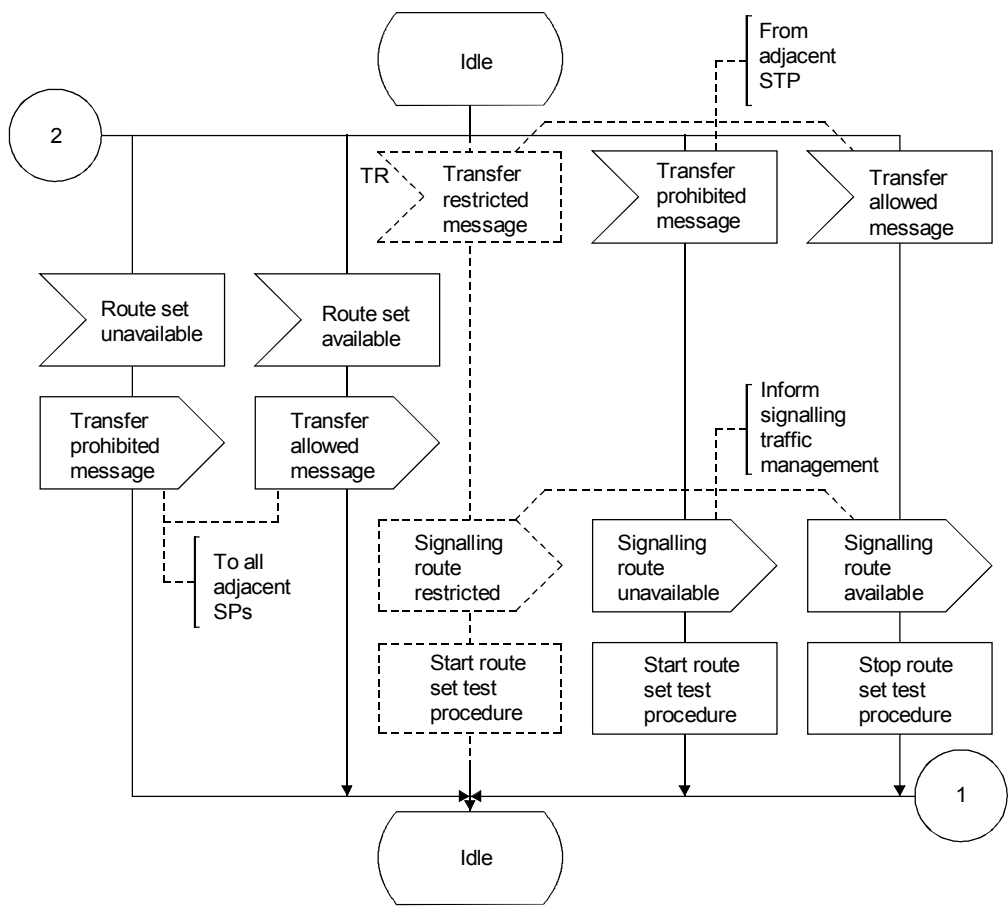 Idle
From
adjacent
STP
2
TR
Transfer
restricted
message
Transfer
prohibited
message
Transfer
allowed
message
Route set
unavailable
Route set
available
Transfer
prohibited
message
Transfer
allowed
message
Inform
signalling
traffic
management
To all
adjacent
SPs
Signalling
route
restricted
Signalling
route
unavailable
Signalling
route
available
Start route
set test
procedure
Start route
set test
procedure
Stop route
set test
procedure
1
Idle